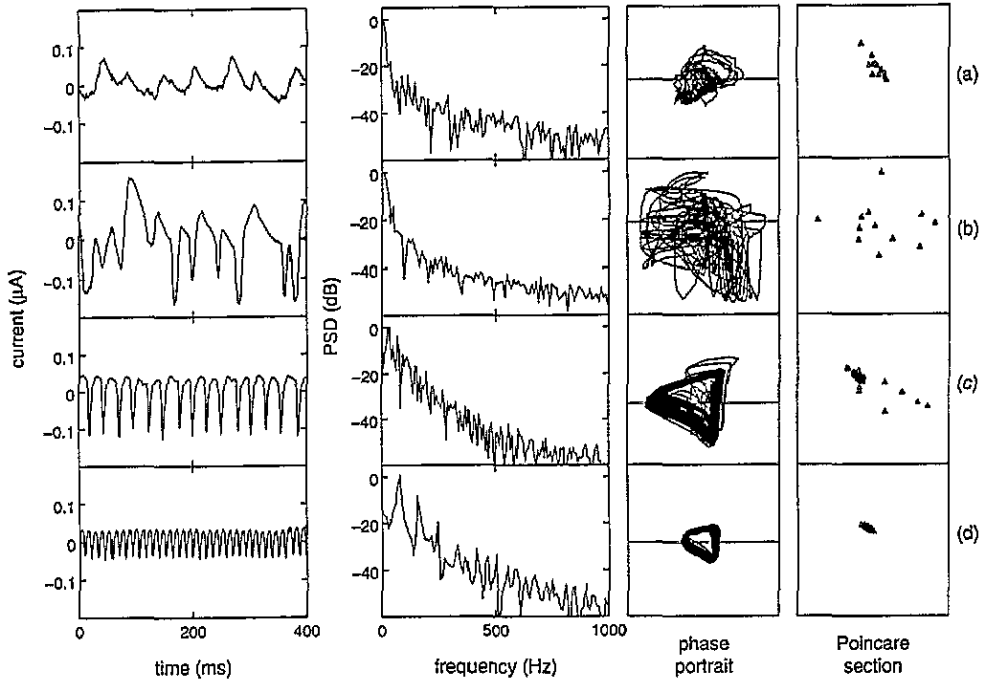 0.1
0
−0.1
0
−20
−40
(a)
0.1
0
−0.1
0
−20
−40
(b)
0.1
0
−0.1
0
−20
−40
(c)
0.1
0
−0.1
0
−20
−40
(d)
current (μA)
PSD (dB)
0
200
400
0
500
1000
time (ms)
frequency (Hz)
phase
portrait
Poincare
section